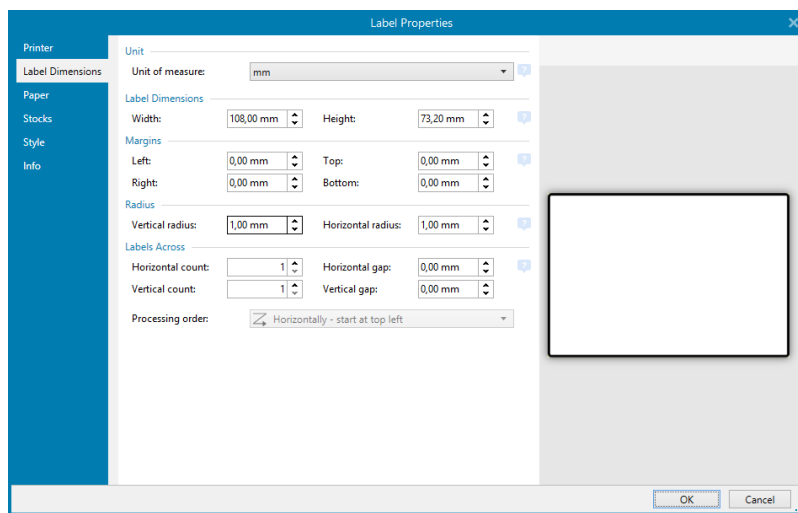 Label Properties
Printer
Label Dimensions
Paper
Stocks
Style
Info
Unit
Unit of measure: mm
Label Dimensions
Width: 108,00 mm Height: 73,20 mm
Margins
Left: 0,00 mm Top: 0,00 mm
Right: 0,00 mm Bottom: 0,00 mm
Radius
Vertical radius: 1,00 mm Horizontal radius: 1,00 mm
Labels Across
Horizontal count: 1 Horizontal gap: 0,00 mm
Vertical count: 1 Vertical gap: 0,00 mm
Processing order: Horizontally - start at top left
OK Cancel